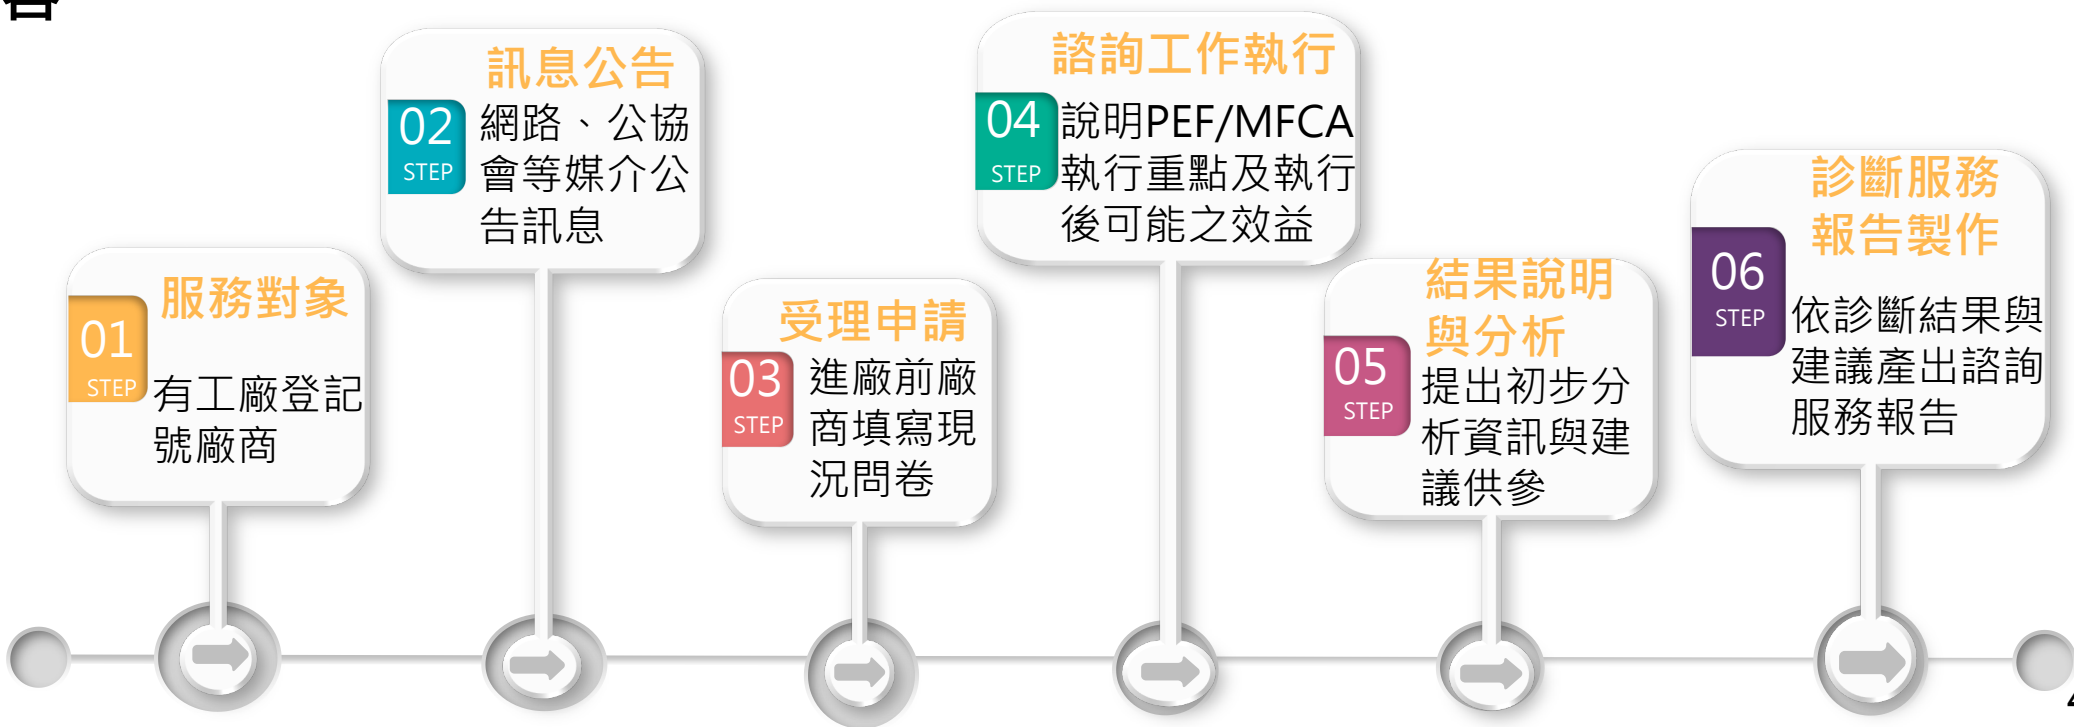 服務對象
01
STEP
有工廠登記
號廠商
訊息公告
02
STEP
網路、公協
會等媒介公
告訊息
受理申請
03
STEP
進廠前廠
商填寫現
況問卷
諮詢工作執行
04
STEP
說明PEF/MFCA
執行重點及執行
後可能之效益
結果說明
與分析
05
STEP
提出初步分
析資訊與建
議供參
診斷服務
報告製作
06
STEP
依診斷結果與
建議產出諮詢
服務報告